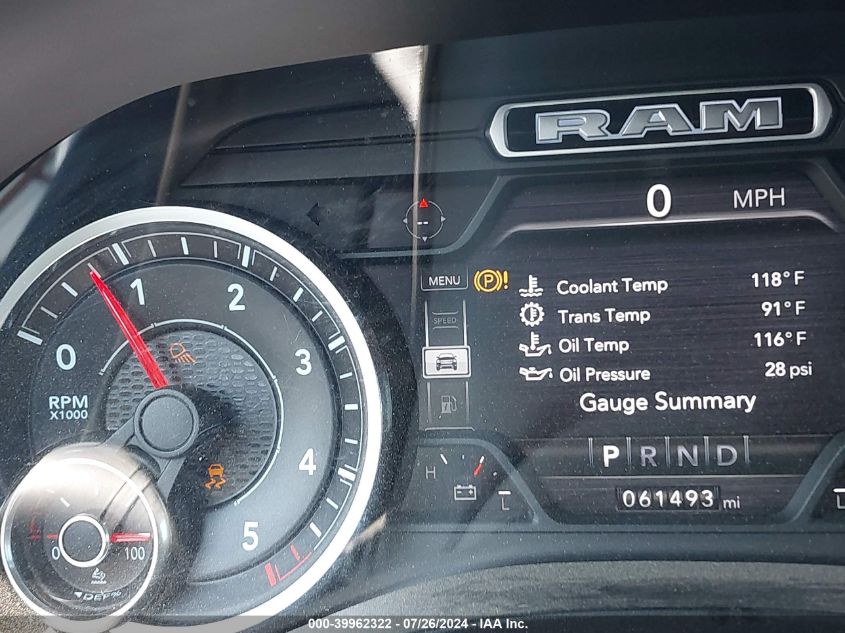 RAM
0 MPH
MENU
SPEED
Coolant Temp 118°F
Trans Temp 91°F
Oil Temp 116°F
Oil Pressure 28 psi
Gauge Summary
P R N D
061493 mi
0 1 2 3 4 5
RPM
X1000
H
0 100
DEF%
000-39962322 - 07/26/2024 - IAA Inc.